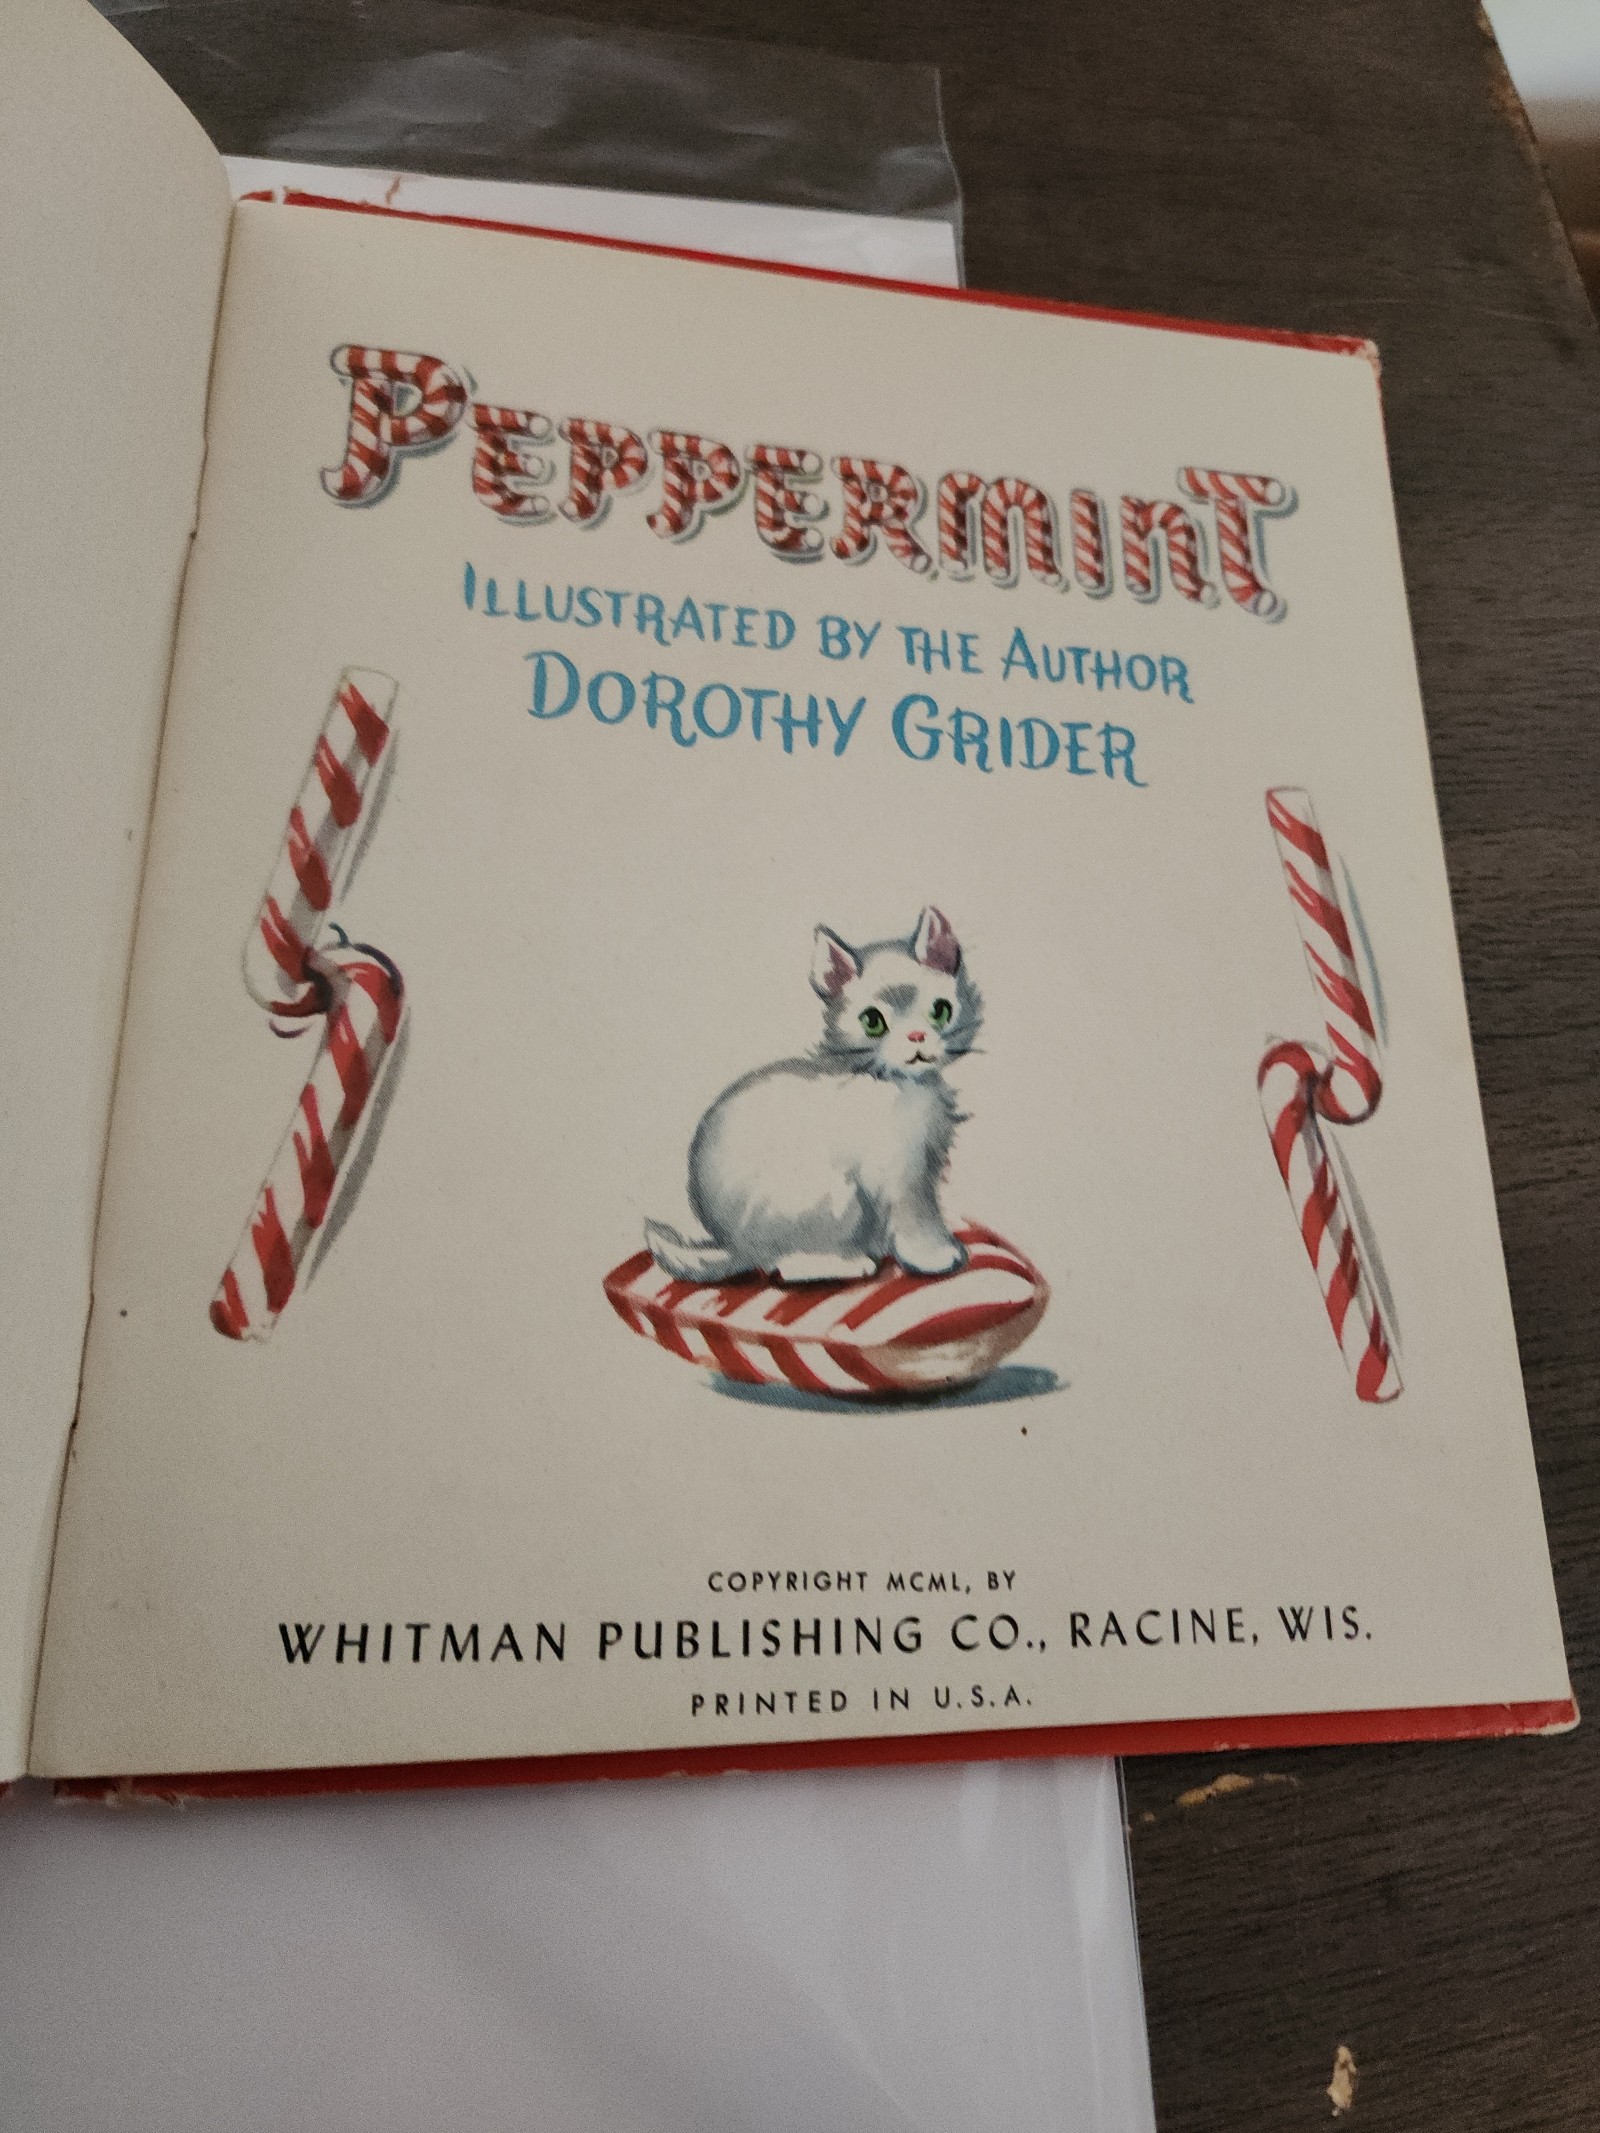 PEPPERMINT
ILLUSTRATED BY THE AUTHOR
DOROTHY GRIDER
COPYRIGHT MCML, BY
WHITMAN PUBLISHING CO., RACINE, WIS.
PRINTED IN U.S.A.